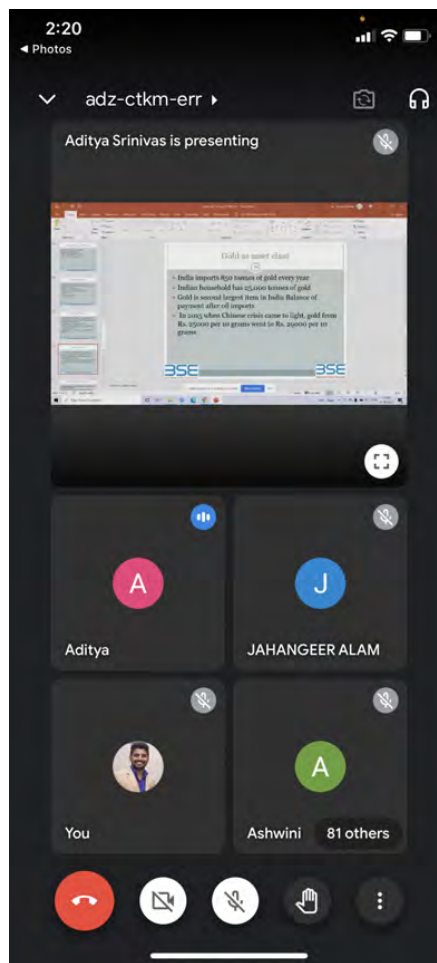 2:20
◀ Photos
adz-ctkm-err ▸
Aditya Srinivas is presenting
Gold as asset class
• India imports 850 tonnes of gold every year
• Indian household has 25,000 tonnes of gold
• Gold is second largest item in India Balance of
payment after oil imports
• In 2015 when Chinese crisis came to light, gold from
Rs. 25000 per 10 grams went to Rs. 29000 per 10
grams
BSE
BSE
A
J
Aditya
JAHANGEER ALAM
A
You
Ashwini
81 others